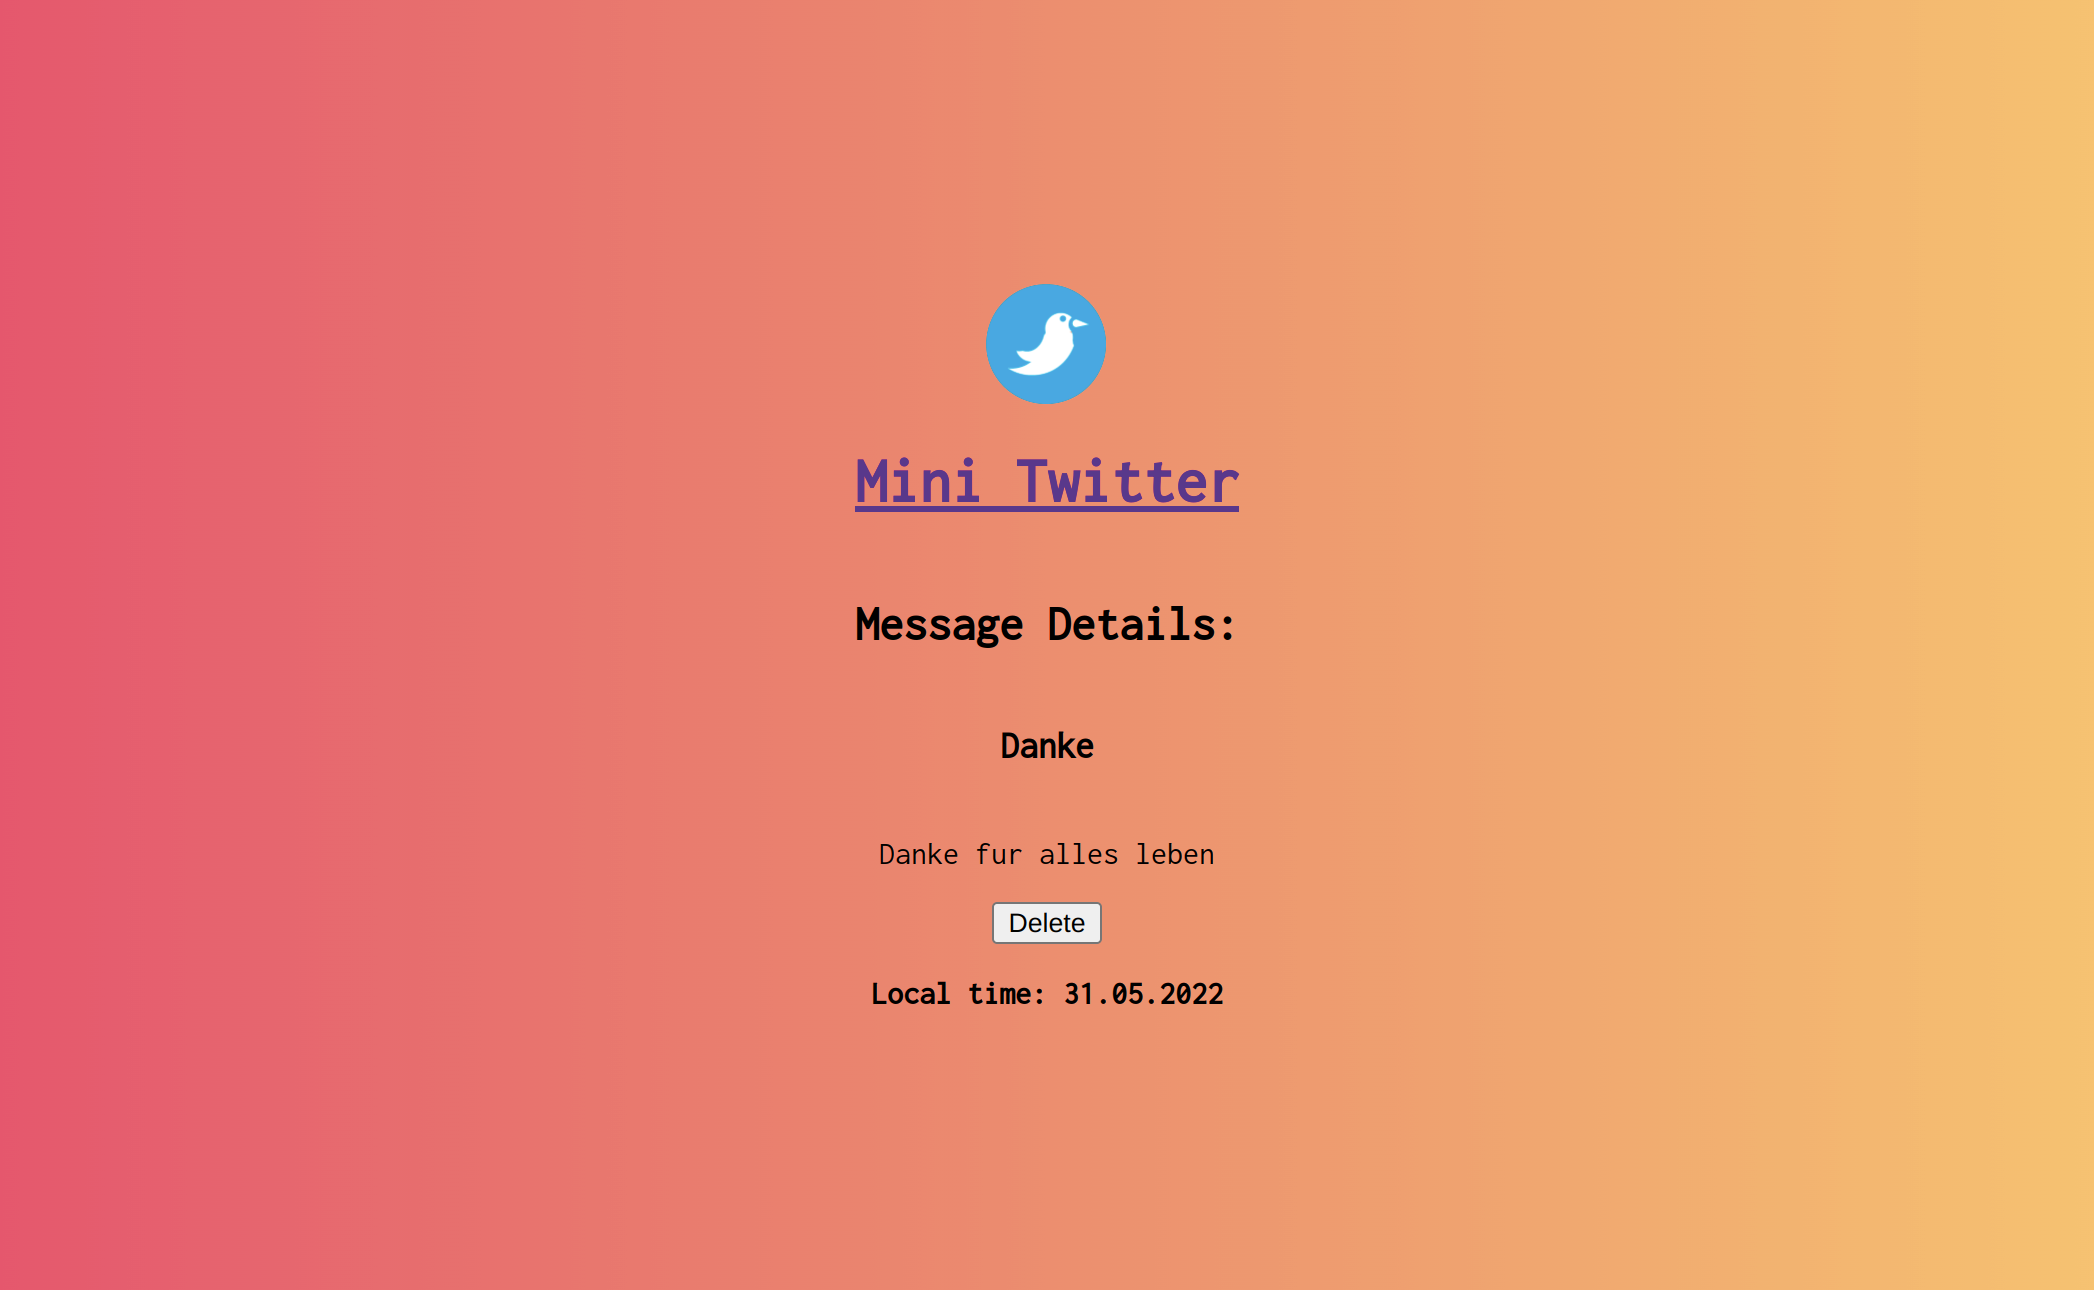 Mini Twitter
Message Details:
Danke
Danke fur alles leben
Delete
Local time: 31.05.2022